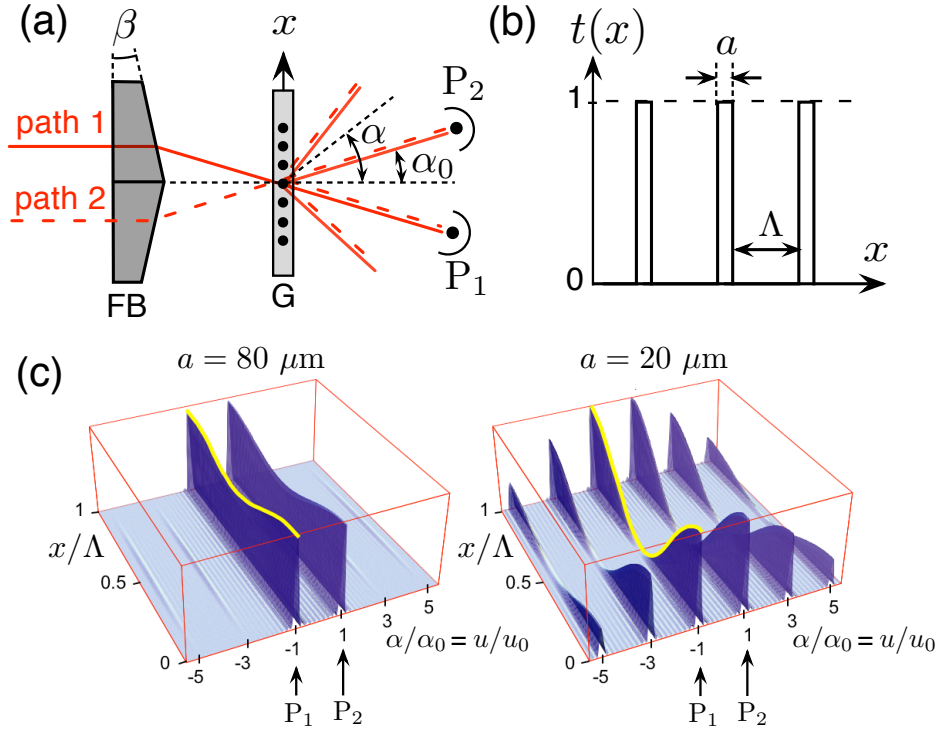 (a)
β
x
path 1
path 2
FB
G
α
α₀
P₂
P₁
(b)
t(x)
a
1
0
Λ
x
(c)
a = 80 μm
x/Λ
1
0.5
0
-5
-3
-1
1
3
5
α/α₀ = u/u₀
P₁
P₂
a = 20 μm
x/Λ
1
0.5
0
-5
-3
-1
1
3
5
α/α₀ = u/u₀
P₁
P₂